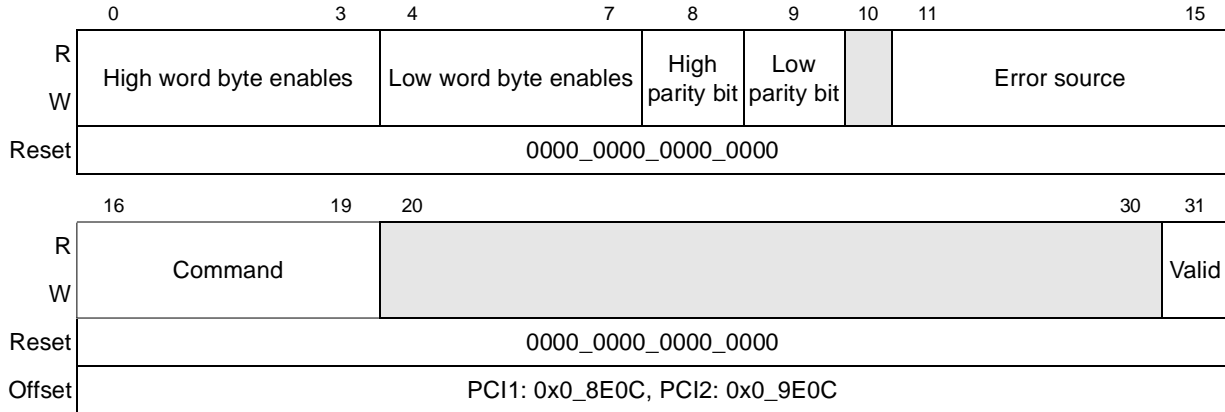 0 3 4 7 8 9 10 11 15
R
W
High word byte enables
Low word byte enables
High
parity bit
Low
parity bit
Error source
Reset 0000_0000_0000_0000
16 19 20 30 31
R
W
Command
Valid
Reset 0000_0000_0000_0000
Offset PCI1: 0x0_8E0C, PCI2: 0x0_9E0C